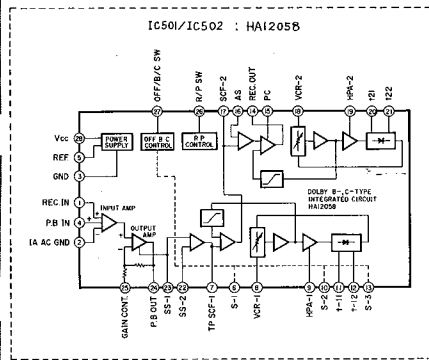 IC501/IC502 : HA12058
OFF/B/C SW
R/P SW
SCF-2
AS
REC.OUT
PC
VCR-2
HPA-2
t21
t22
27
26
17
16
14
15
18
19
20
21
Vcc
28
POWER SUPPLY
OFF B C CONTROL
R.P CONTROL
REF
5
GND
3
REC. IN
1
INPUT AMP
P.B IN
4
OUTPUT AMP
IA AC GND
2
DOLBY B-,C-TYPE
INTEGRATED CIRCUIT
HA12058
25
24
23
22
7
6
8
9
10
11
12
13
GAIN CONT.
P.B OUT
SS-1
SS-2
TP SCF-1
S-1
VCR-1
HPA-1
S-2
t-11
t-12
S-3